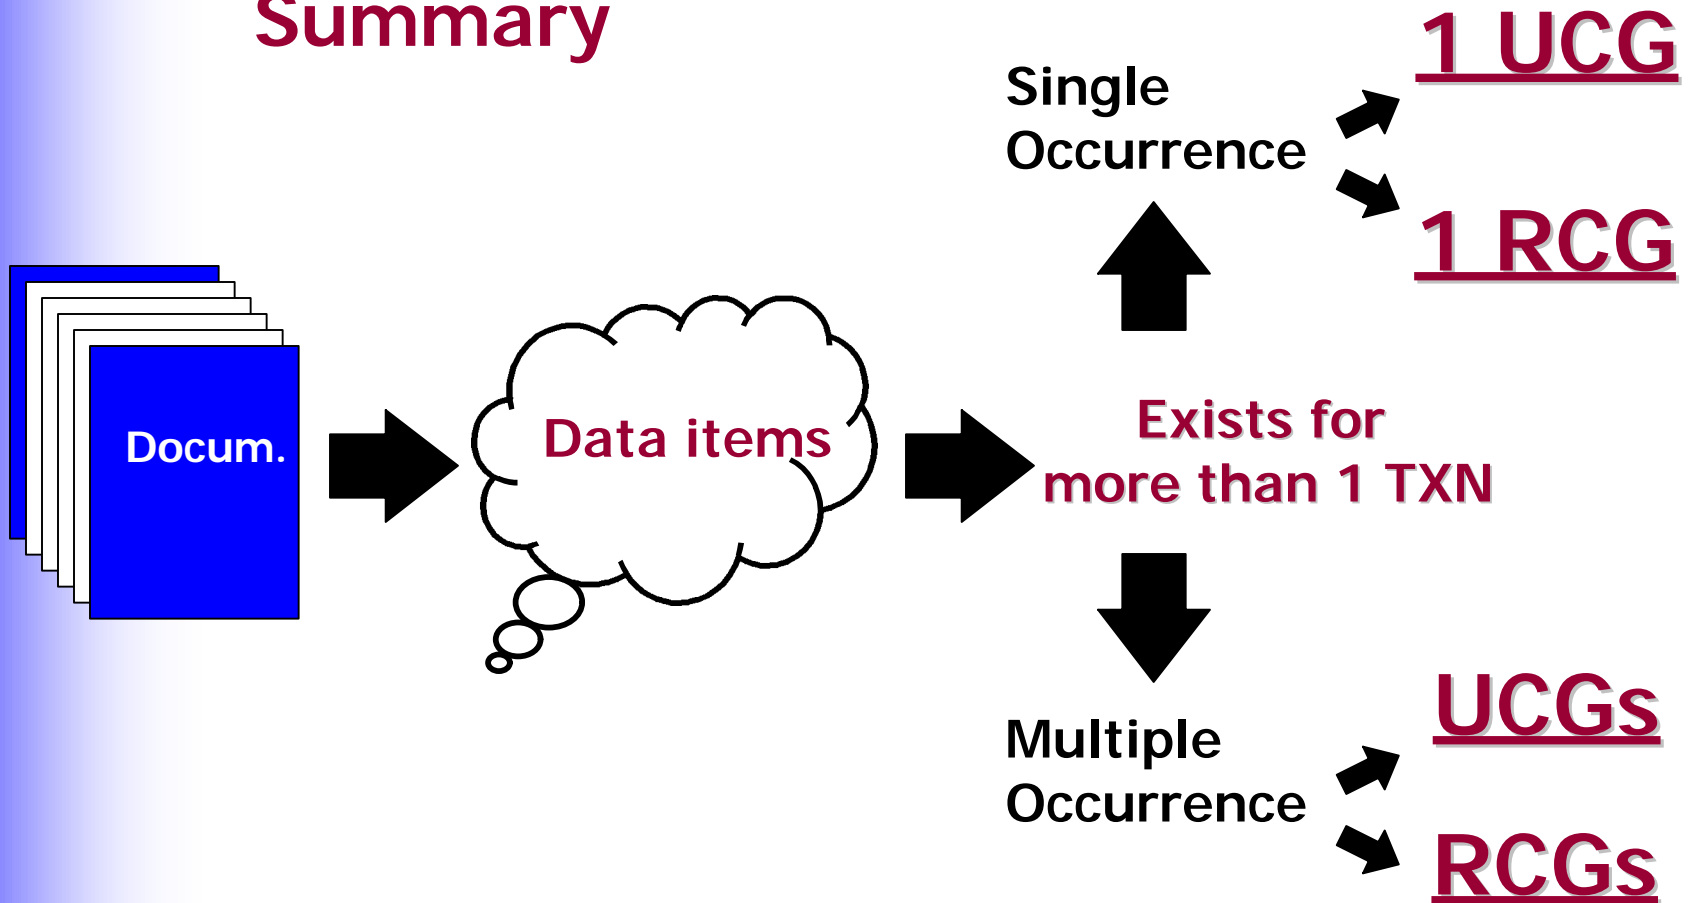 Summary
Docum.
Data items
Exists for
more than 1 TXN
Single
Occurrence
1 UCG
1 RCG
Multiple
Occurrence
UCGs
RCGs